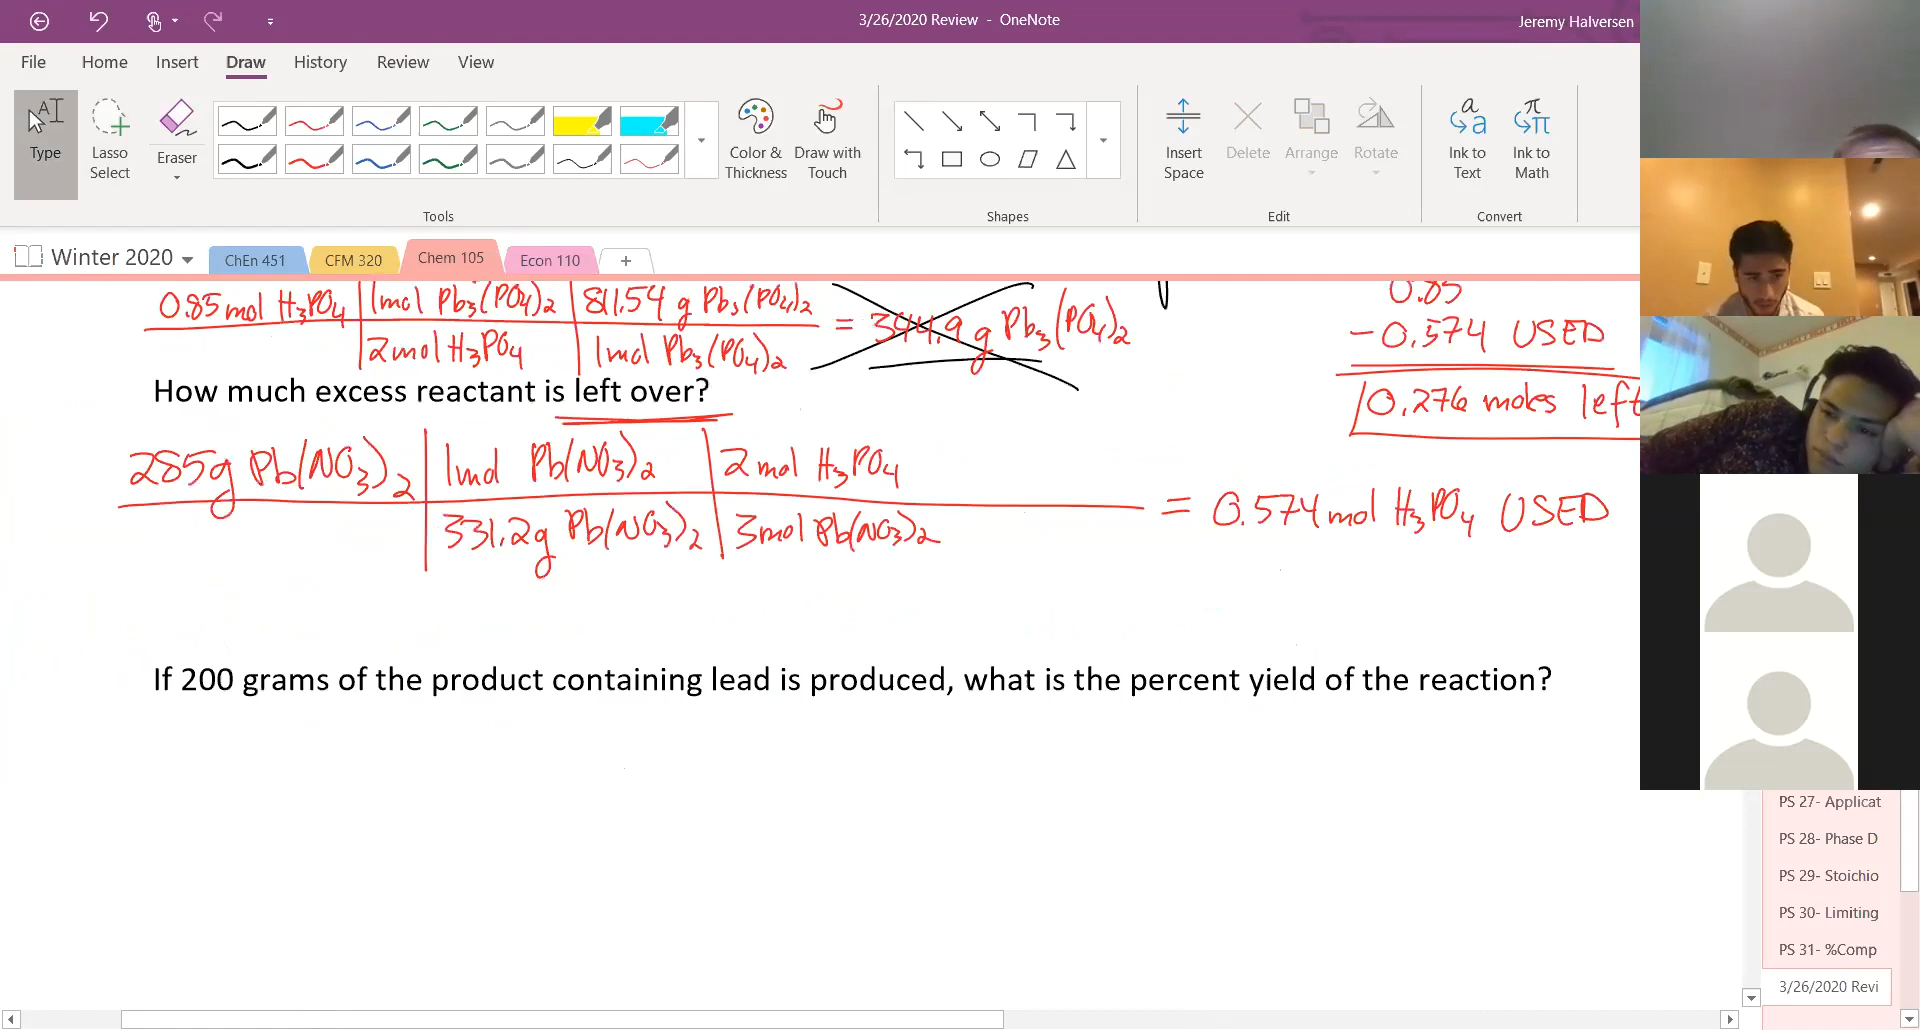 3/26/2020 Review - OneNote
Jeremy Halversen
File Home Insert Draw History Review View
Type
Lasso Select
Eraser
Color & Thickness
Draw with Touch
Insert Space
Delete
Arrange
Rotate
Ink to Text
Ink to Math
Tools
Shapes
Edit
Convert
Winter 2020
ChEn 451
CFM 320
Chem 105
Econ 110
+
0.85 mol H₃PO₄ | 1mol Pb₃(PO₄)₂ | 811.54 g Pb₃(PO₄)₂
2mol H₃PO₄ | 1mol Pb₃(PO₄)₂
= 344.9 g Pb₃(PO₄)₂
0.85
- 0.574 USED
0.276 moles left
How much excess reactant is left over?
285g Pb(NO₃)₂ | 1mol Pb(NO₃)₂ | 2 mol H₃PO₄
331.2g Pb(NO₃)₂ | 3mol Pb(NO₃)₂
= 0.574 mol H₃PO₄ USED
If 200 grams of the product containing lead is produced, what is the percent yield of the reaction?
PS 27- Applicat
PS 28- Phase D
PS 29- Stoichio
PS 30- Limiting
PS 31- %Comp
3/26/2020 Revi